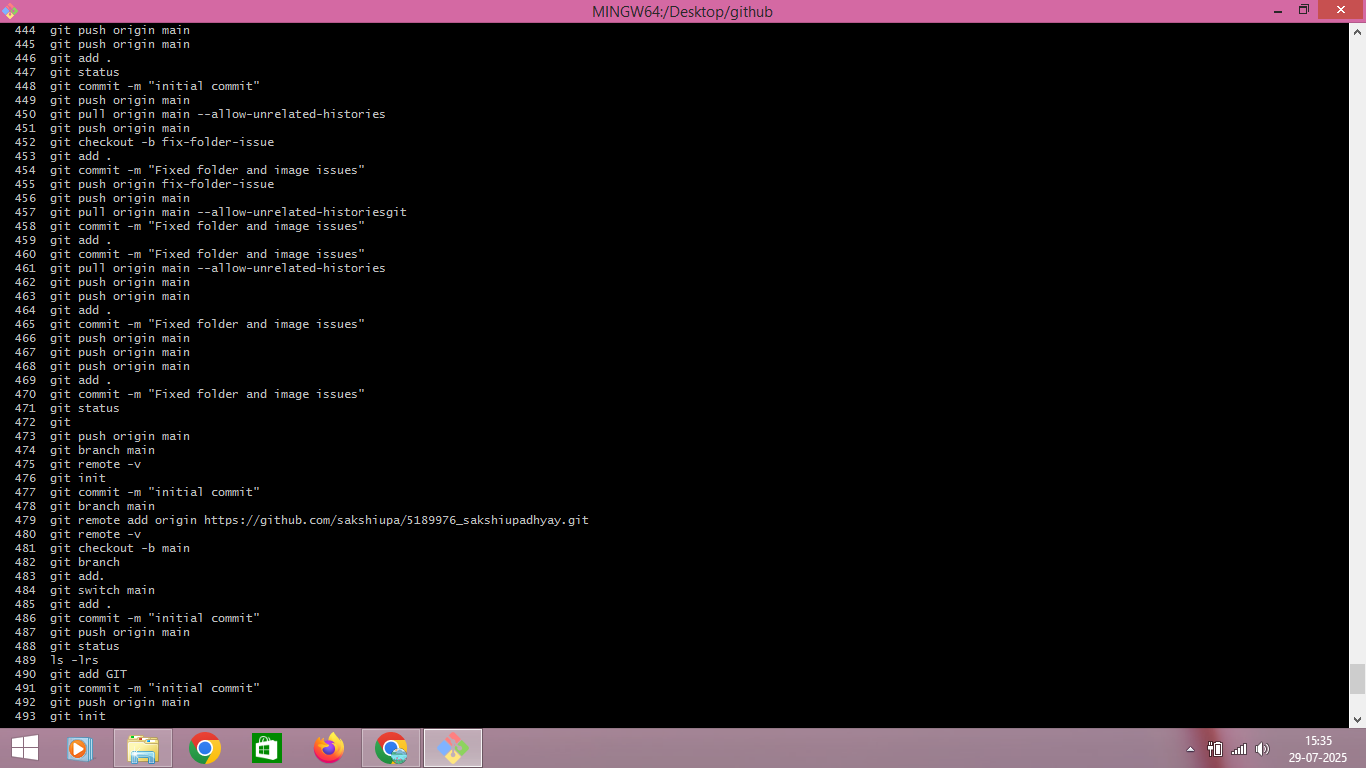 MINGW64:/Desktop/github
444 git push origin main
445 git push origin main
446 git add .
447 git status
448 git commit -m "initial commit"
449 git push origin main
450 git pull origin main --allow-unrelated-histories
451 git push origin main
452 git checkout -b fix-folder-issue
453 git add .
454 git commit -m "Fixed folder and image issues"
455 git push origin fix-folder-issue
456 git push origin main
457 git pull origin main --allow-unrelated-historiesgit
458 git commit -m "Fixed folder and image issues"
459 git add .
460 git commit -m "Fixed folder and image issues"
461 git pull origin main --allow-unrelated-histories
462 git push origin main
463 git push origin main
464 git add .
465 git commit -m "Fixed folder and image issues"
466 git push origin main
467 git push origin main
468 git push origin main
469 git add .
470 git commit -m "Fixed folder and image issues"
471 git status
472 git
473 git push origin main
474 git branch main
475 git remote -v
476 git init
477 git commit -m "initial commit"
478 git branch main
479 git remote add origin https://github.com/sakshiupa/5189976_sakshiupadhyay.git
480 git remote -v
481 git checkout -b main
482 git branch
483 git add.
484 git switch main
485 git add .
486 git commit -m "initial commit"
487 git push origin main
488 git status
489 ls -lrs
490 git add GIT
491 git commit -m "initial commit"
492 git push origin main
493 git init
15:35
29-07-2025